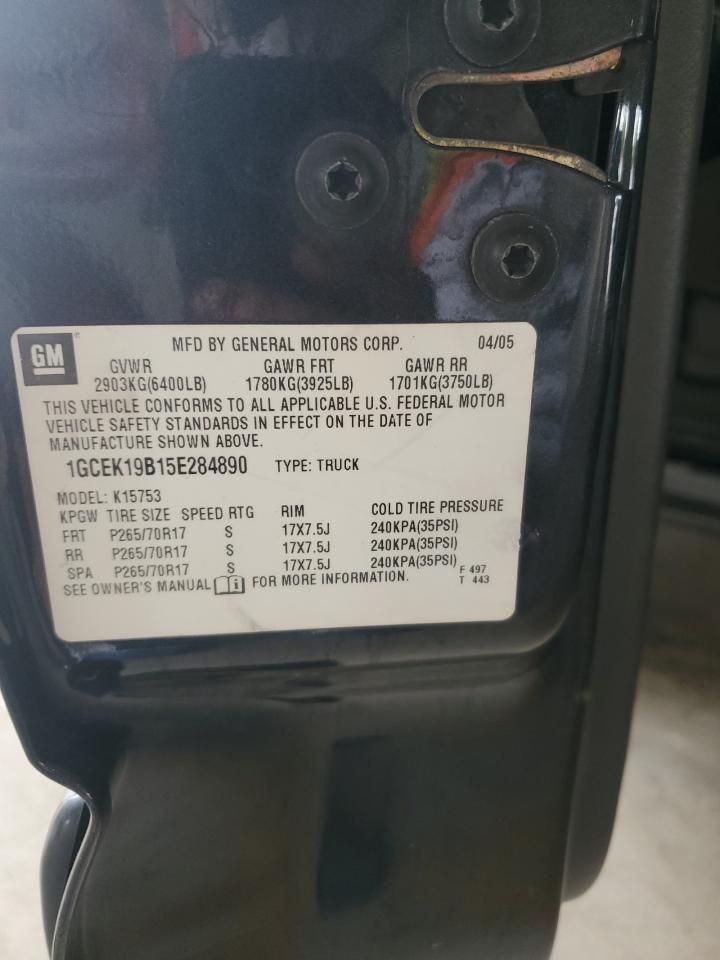 GM
MFD BY GENERAL MOTORS CORP. 04/05
GVWR GAWR FRT GAWR RR
2903KG(6400LB) 1780KG(3925LB) 1701KG(3750LB)
THIS VEHICLE CONFORMS TO ALL APPLICABLE U.S. FEDERAL MOTOR
VEHICLE SAFETY STANDARDS IN EFFECT ON THE DATE OF
MANUFACTURE SHOWN ABOVE.
1GCEK19B15E284890 TYPE: TRUCK
MODEL: K15753
KPGW TIRE SIZE SPEED RTG RIM COLD TIRE PRESSURE
FRT P265/70R17 S 17X7.5J 240KPA(35PSI)
RR P265/70R17 S 17X7.5J 240KPA(35PSI)
SPA P265/70R17 S 17X7.5J 240KPA(35PSI)
SEE OWNER'S MANUAL i FOR MORE INFORMATION.
F 497
T 443